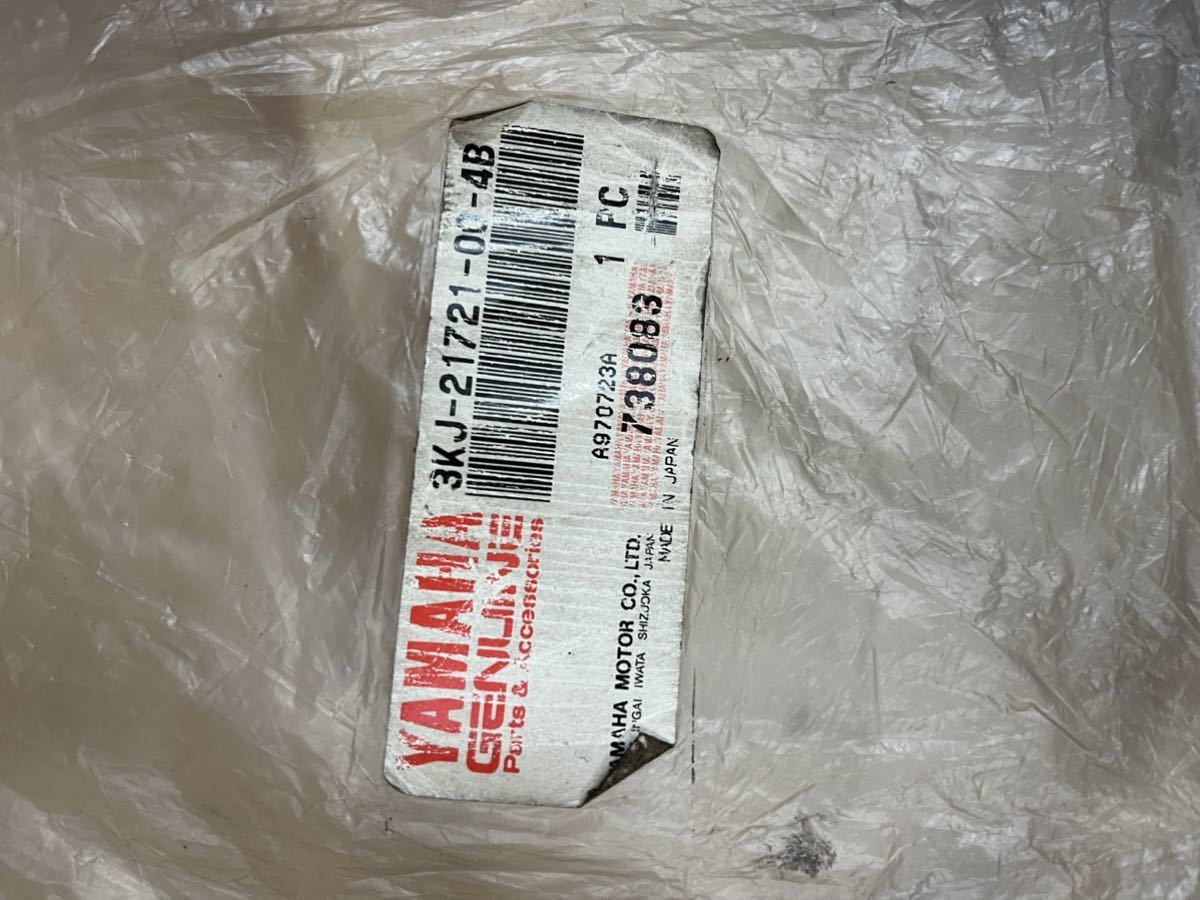 3KJ-21721-00-4B
YAMAHA
GENUINE
Parts & Accessories
1 PC
A970723A
738083
MOTOR CO., LTD.
IWATA SHIZUOKA JAPAN
MADE IN JAPAN